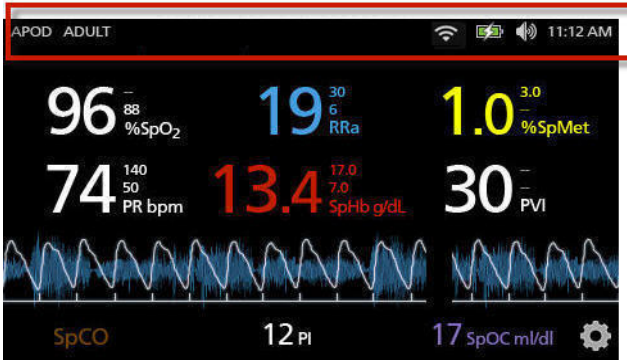 APOD ADULT 11:12 AM
96 -- 88 %SpO₂
19 30 6 RRa
1.0 3.0 -- %SpMet
74 140 50 PR bpm
13.4 17.0 7.0 SpHb g/dL
30 -- -- PVI
SpCO 12 PI 17 SpOC ml/dl